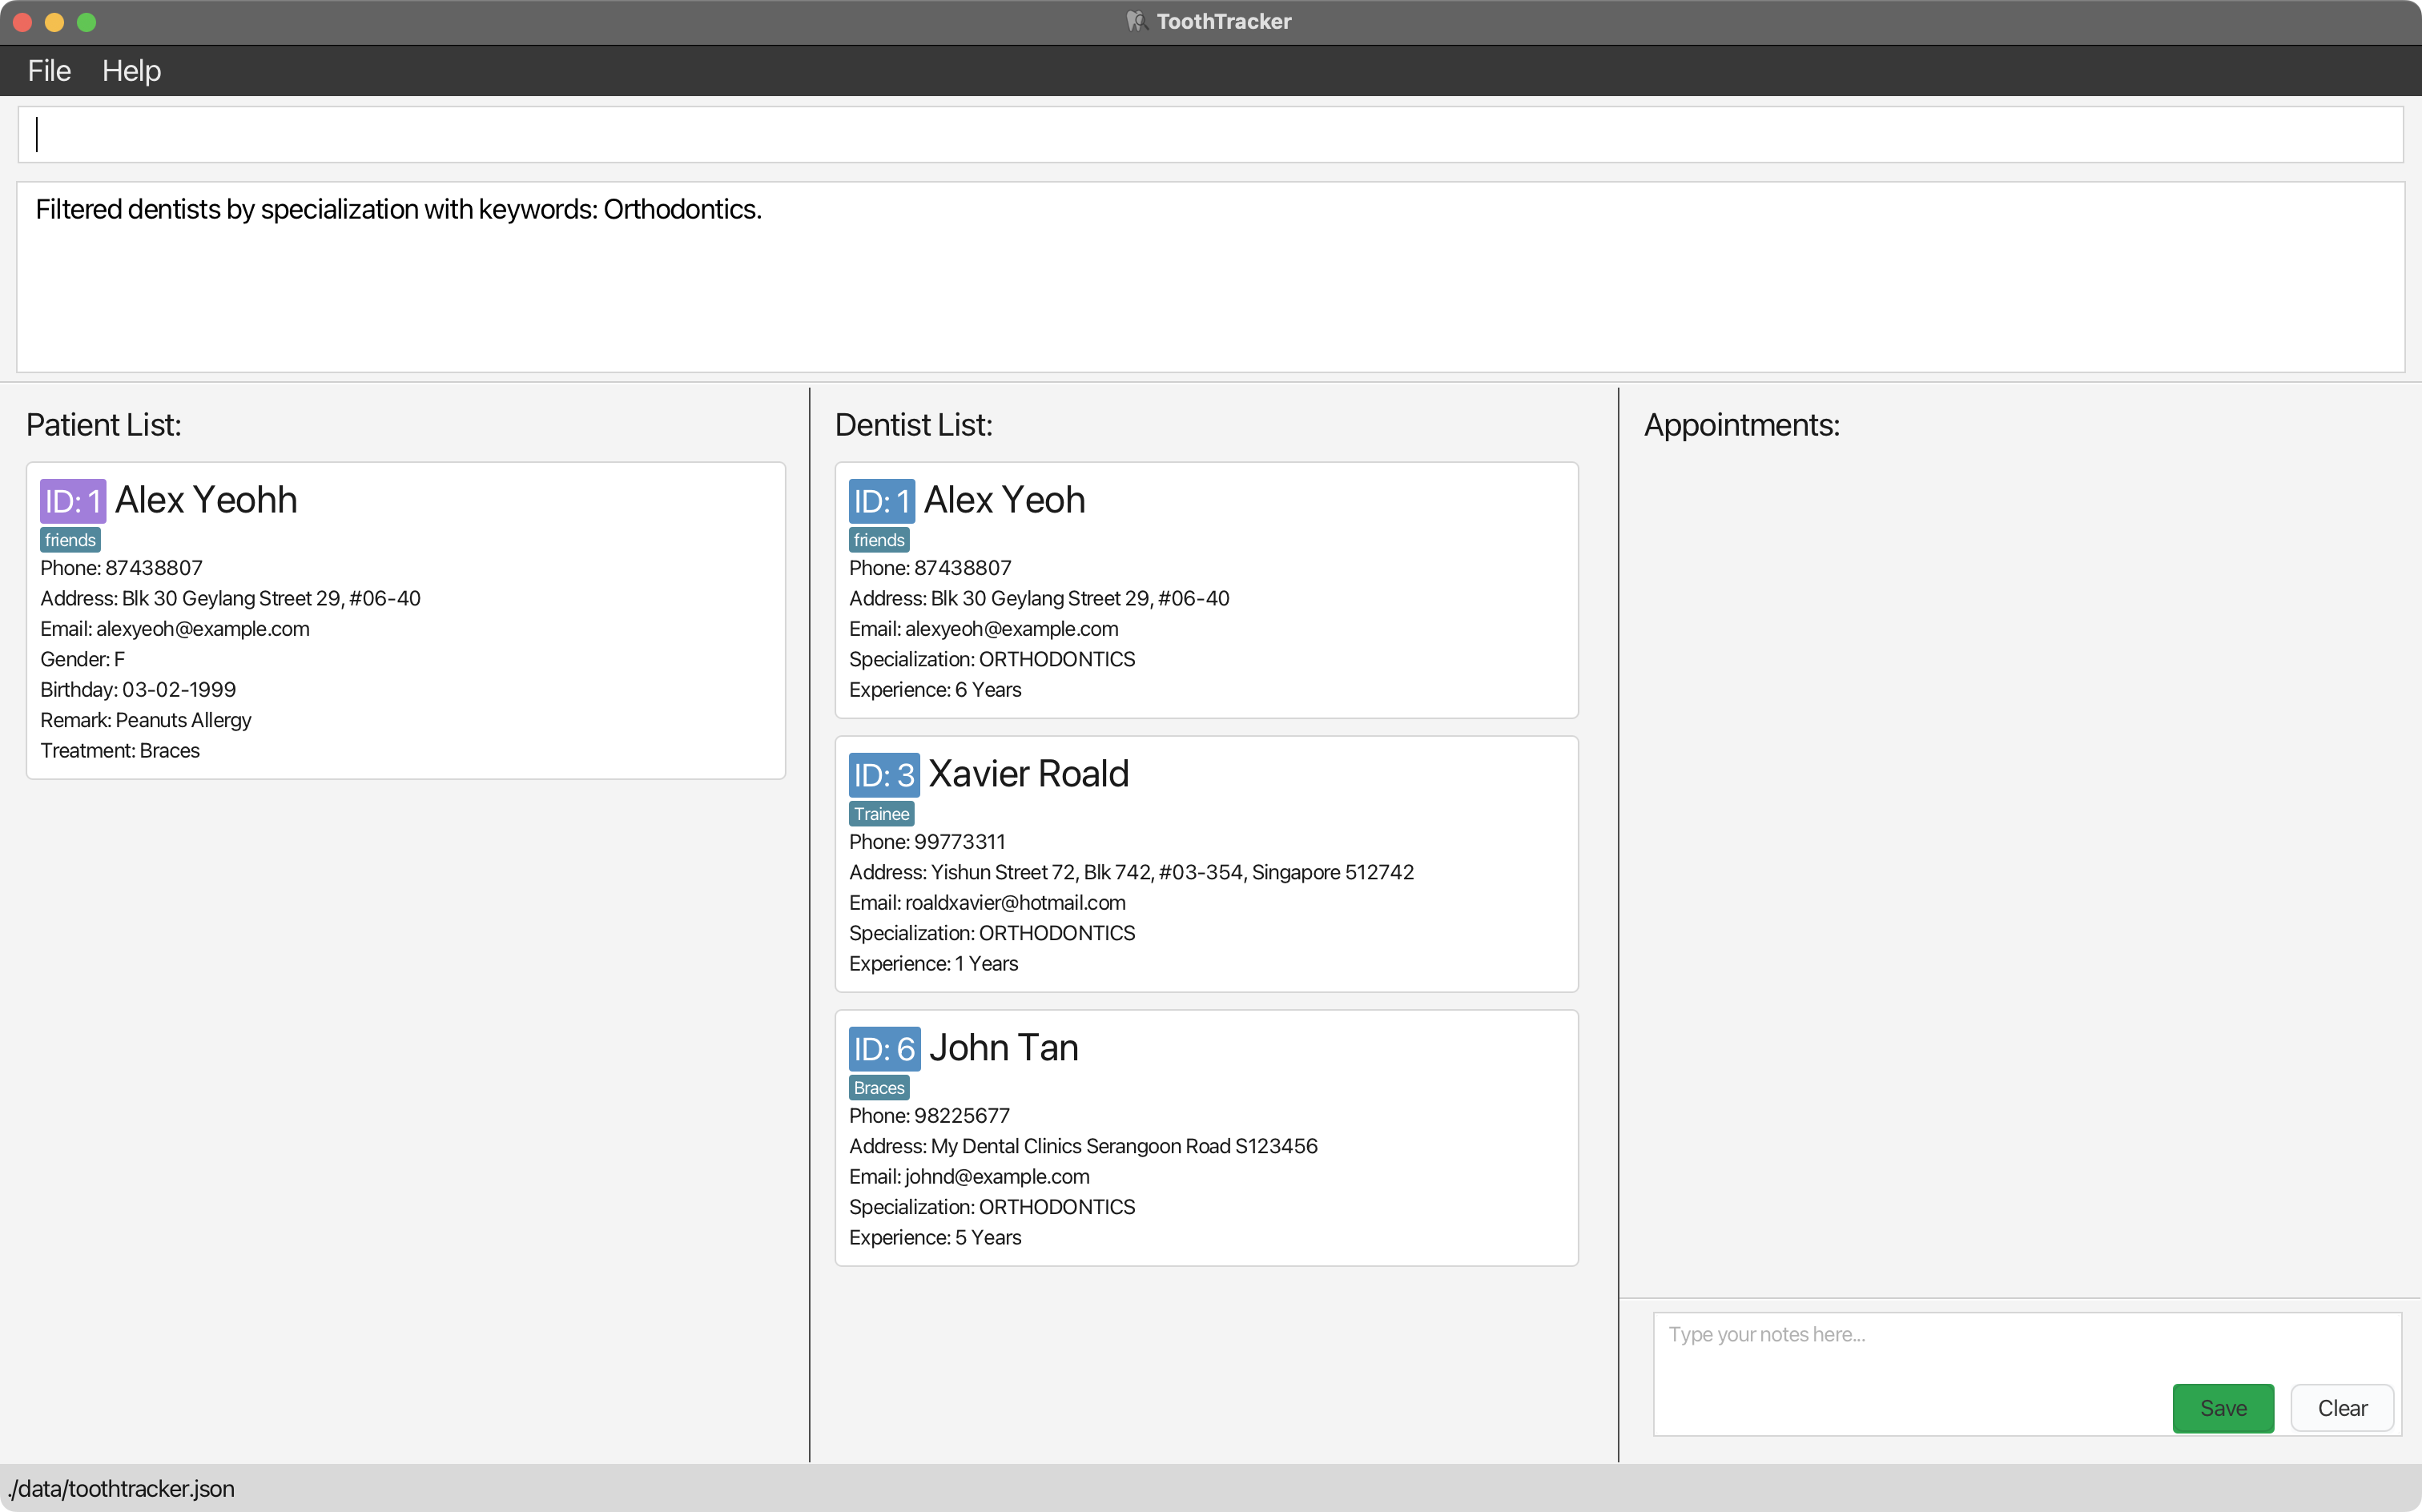 ToothTracker
File Help
Filtered dentists by specialization with keywords: Orthodontics.
Patient List:
ID: 1 Alex Yeohh
friends
Phone: 87438807
Address: Blk 30 Geylang Street 29, #06-40
Email: alexyeoh@example.com
Gender: F
Birthday: 03-02-1999
Remark: Peanuts Allergy
Treatment: Braces
Dentist List:
ID: 1 Alex Yeoh
friends
Phone: 87438807
Address: Blk 30 Geylang Street 29, #06-40
Email: alexyeoh@example.com
Specialization: ORTHODONTICS
Experience: 6 Years
ID: 3 Xavier Roald
Trainee
Phone: 99773311
Address: Yishun Street 72, Blk 742, #03-354, Singapore 512742
Email: roaldxavier@hotmail.com
Specialization: ORTHODONTICS
Experience: 1 Years
ID: 6 John Tan
Braces
Phone: 98225677
Address: My Dental Clinics Serangoon Road S123456
Email: johnd@example.com
Specialization: ORTHODONTICS
Experience: 5 Years
Appointments:
Type your notes here...
Save Clear
./data/toothtracker.json